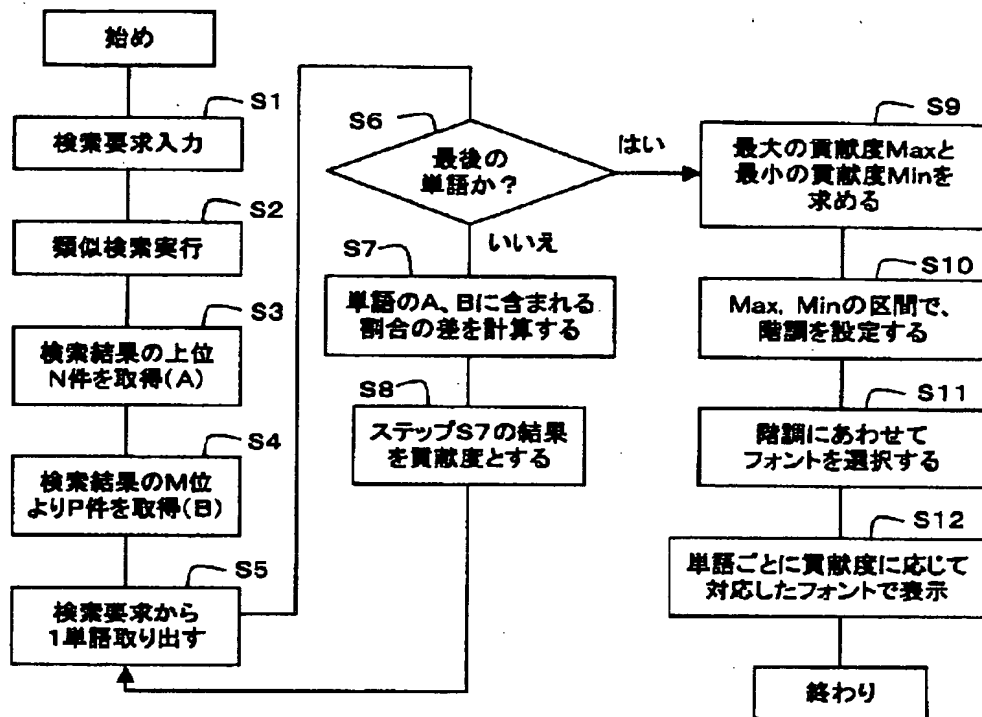 始め
S1
検索要求入力
S2
類似検索実行
S3
検索結果の上位
N件を取得(A)
S4
検索結果のM位
よりP件を取得(B)
S5
検索要求から
1単語取り出す
S6
最後の
単語か?
はい
いいえ
S7
単語のA、Bに含まれる
割合の差を計算する
S8
ステップS7の結果
を貢献度とする
S9
最大の貢献度Maxと
最小の貢献度Minを
求める
S10
Max, Minの区間で、
階調を設定する
S11
階調にあわせて
フォントを選択する
S12
単語ごとに貢献度に応じて
対応したフォントで表示
終わり